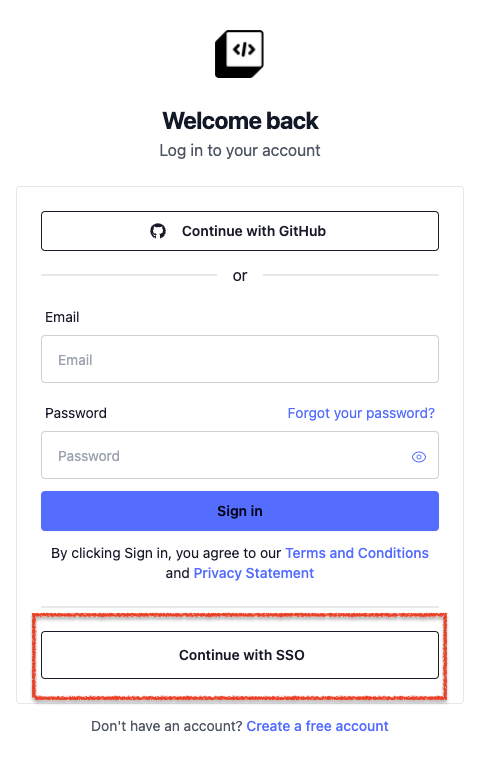 </>
Welcome back
Log in to your account
Continue with GitHub
or
Email
Email
Password Forgot your password?
Password
Sign in
By clicking Sign in, you agree to our Terms and Conditions
and Privacy Statement
Continue with SSO
Don't have an account? Create a free account